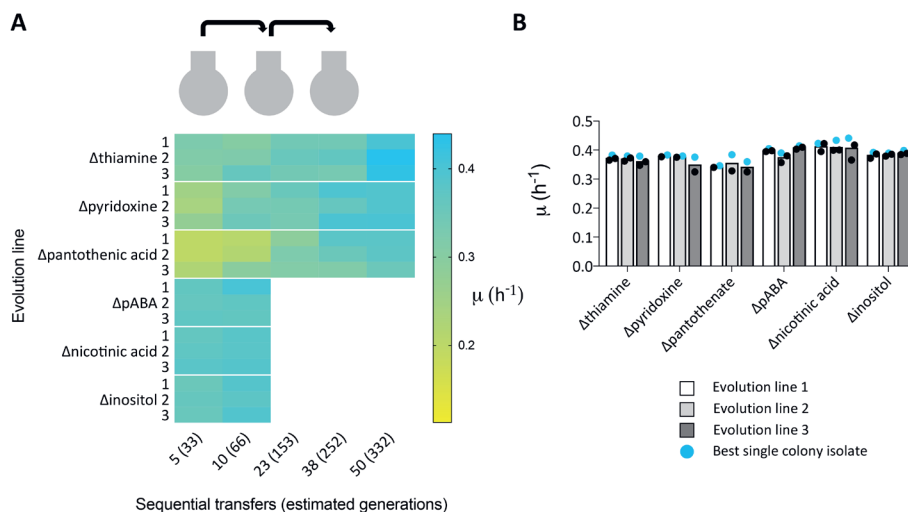 A
Evolution line
Δthiamine
1
2
3
Δpyridoxine
1
2
3
Δpantothenic acid
1
2
3
ΔpABA
1
2
3
Δnicotinic acid
1
2
3
Δinositol
1
2
3
5 (33)
10 (66)
23 (153)
38 (252)
50 (332)
Sequential transfers (estimated generations)
0.4
0.3
0.2
μ (h⁻¹)
B
μ (h⁻¹)
0.5
0.4
0.3
0.2
0.1
0.0
Δthiamine
Δpyridoxine
Δpantothenate
ΔpABA
Δnicotinic acid
Δinositol
Evolution line 1
Evolution line 2
Evolution line 3
Best single colony isolate